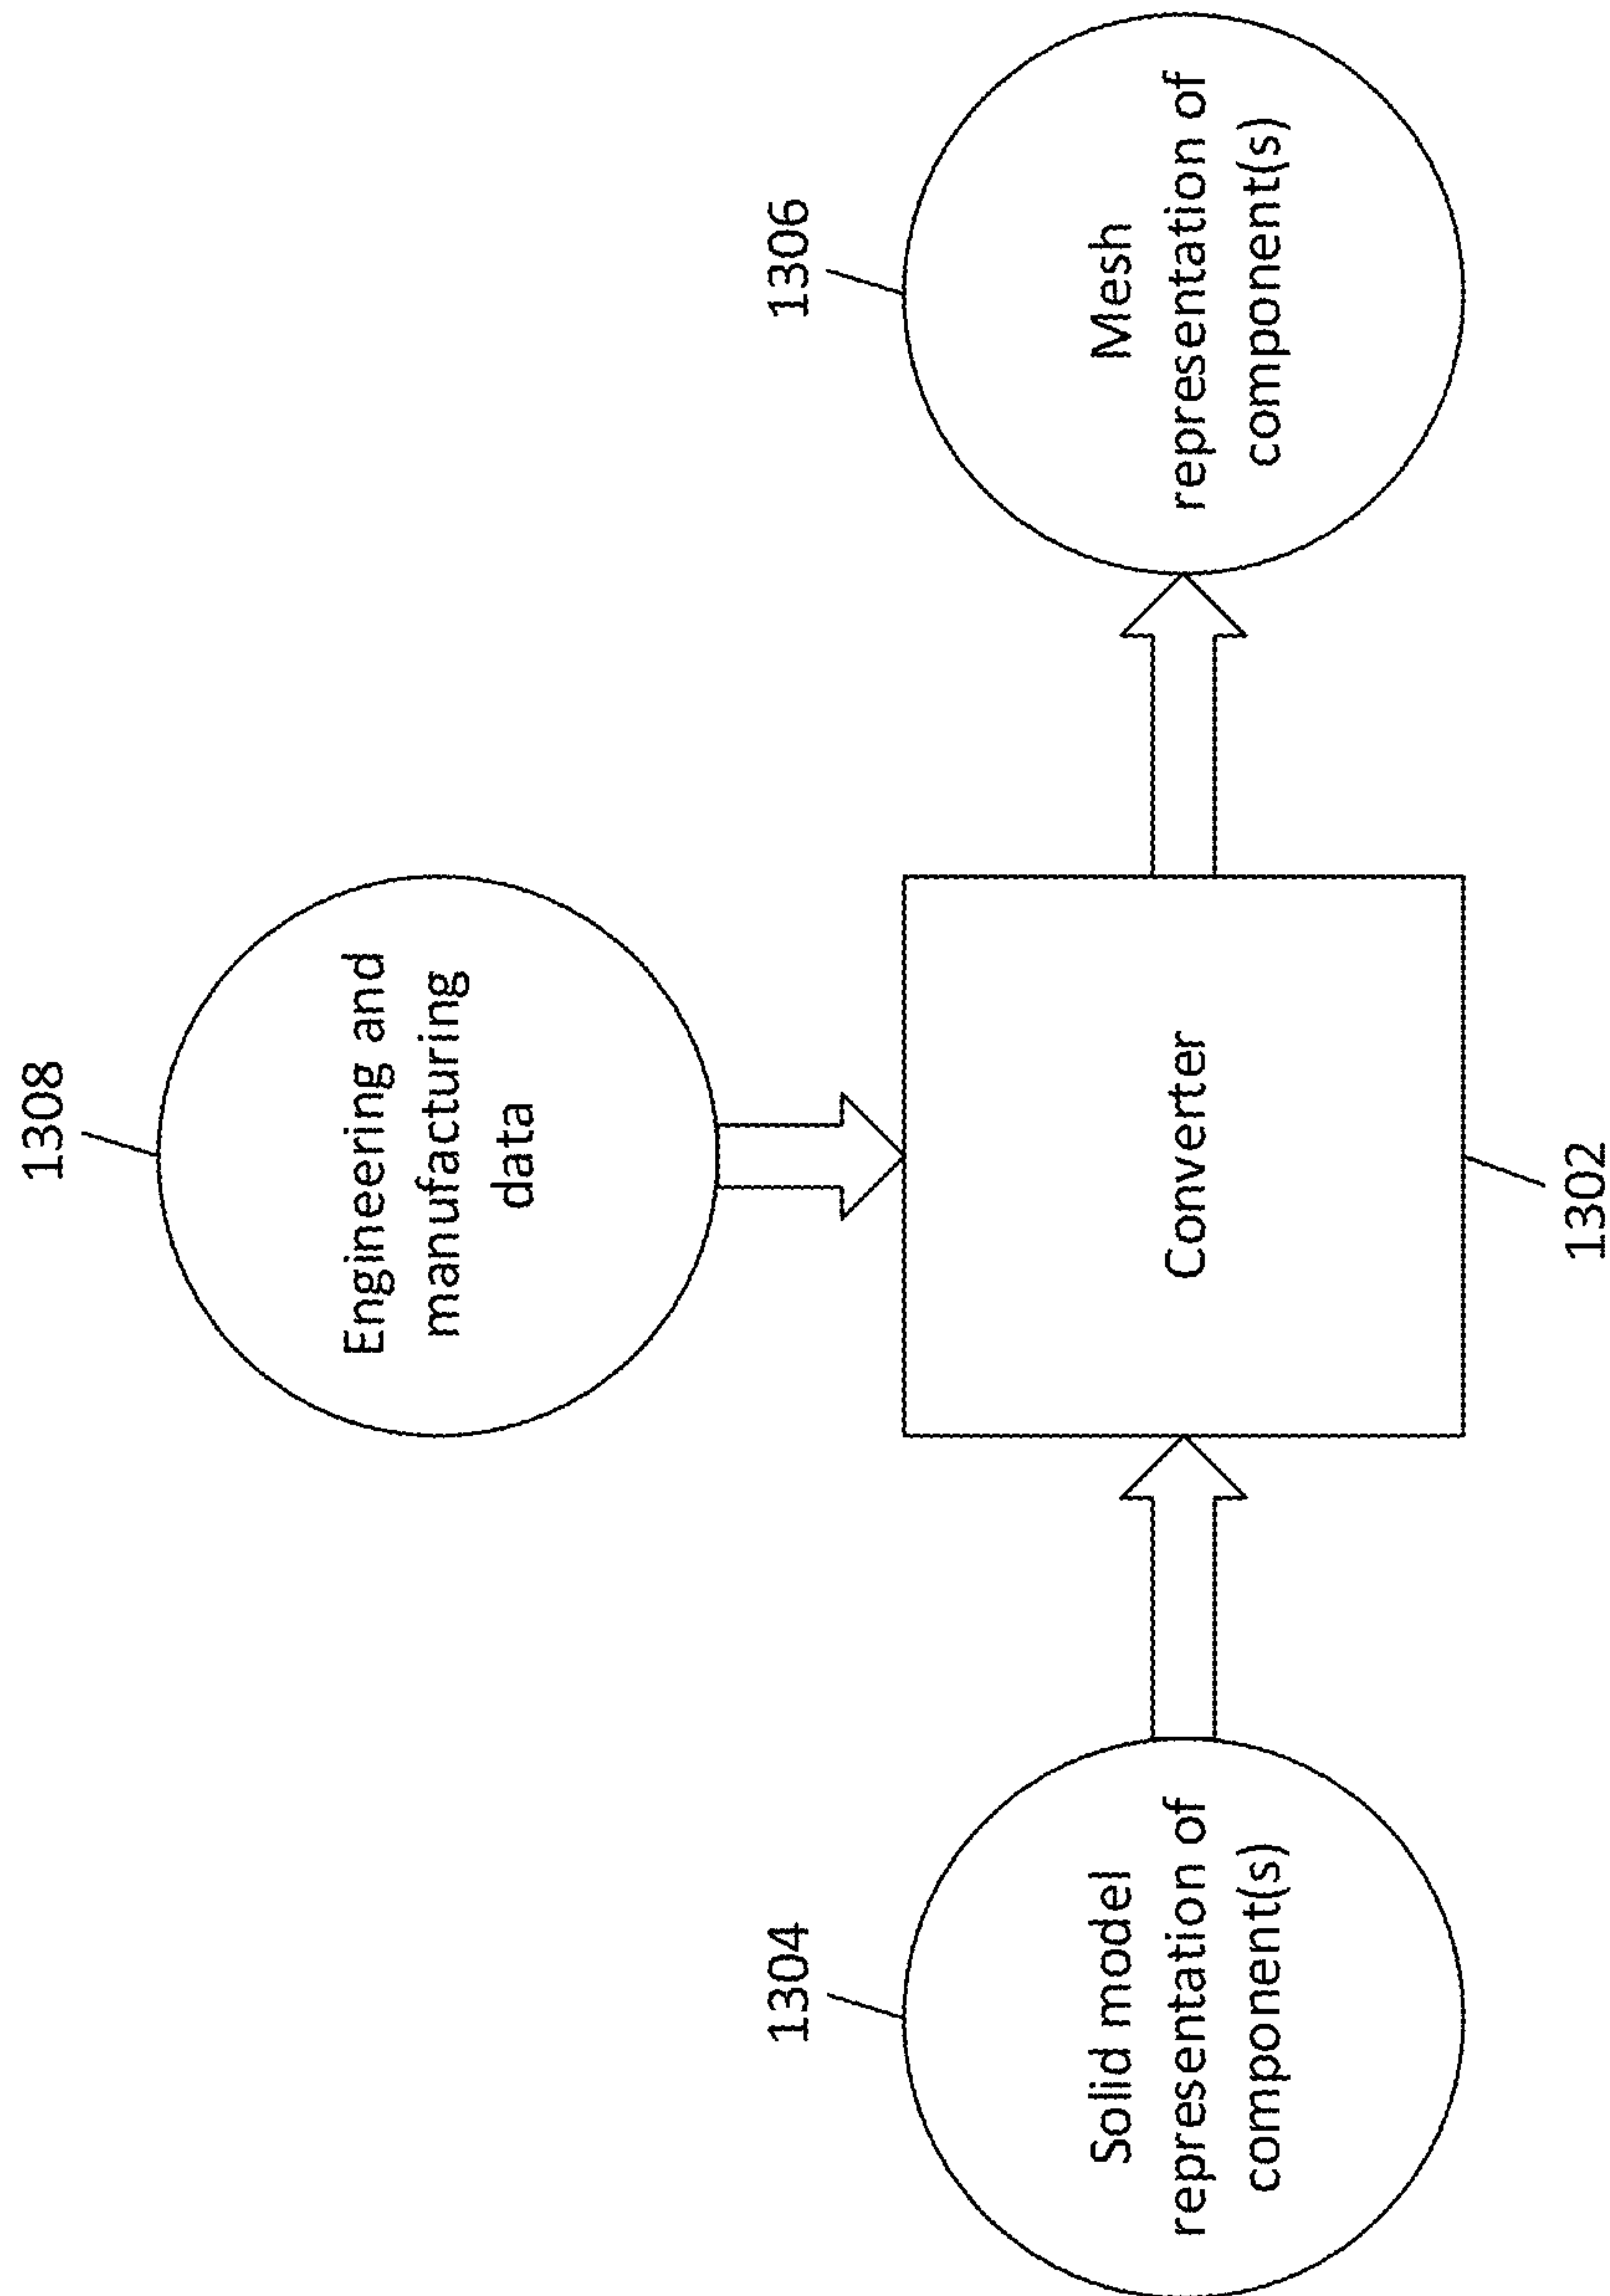 1308
Engineering and
manufacturing
data
1304
Solid model
representation of
component(s)
Converter
1302
1306
Mesh
representation of
component(s)